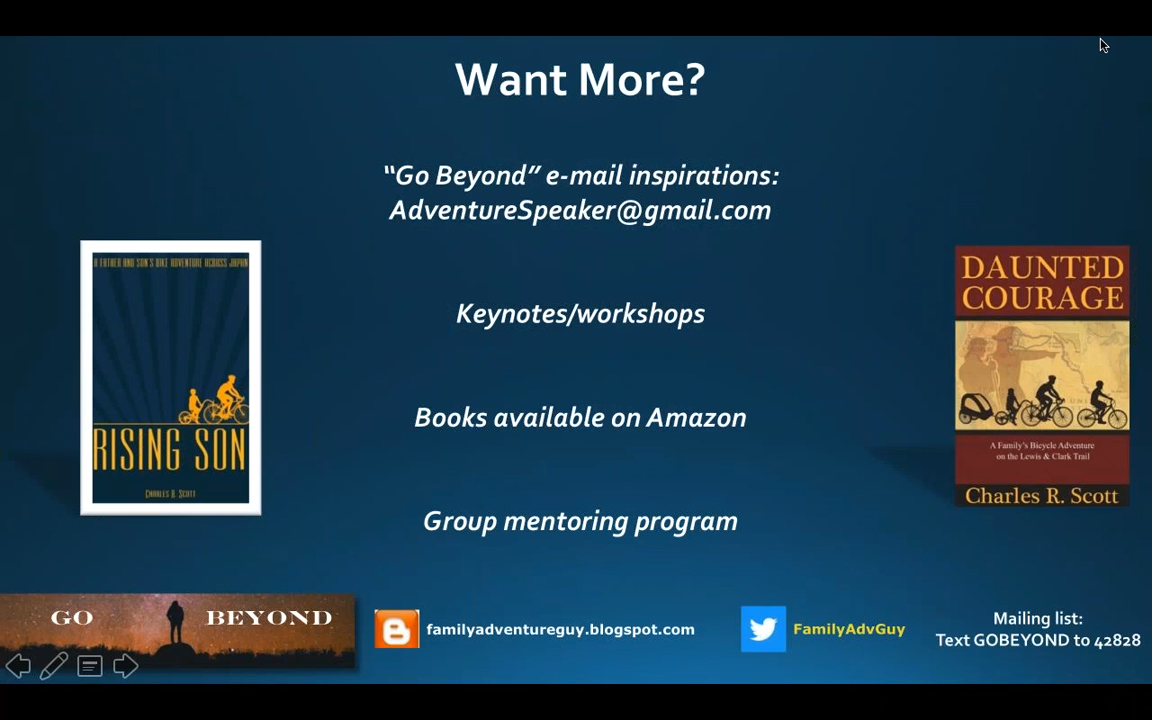 Want More?
“Go Beyond” e-mail inspirations:
AdventureSpeaker@gmail.com
Keynotes/workshops
Books available on Amazon
Group mentoring program
A FATHER AND SON'S BIKE ADVENTURE ACROSS JAPAN
RISING SON
CHARLES R. SCOTT
DAUNTED
COURAGE
A Family's Bicycle Adventure
on the Lewis & Clark Trail
Charles R. Scott
GO BEYOND
familyadventureguy.blogspot.com
FamilyAdvGuy
Mailing list:
Text GOBEYOND to 42828